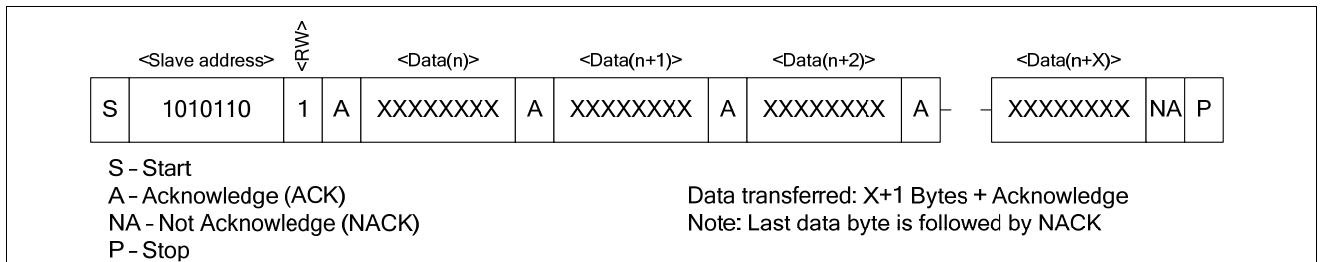 <Slave address> <RW> <Data(n)> <Data(n+1)> <Data(n+2)> <Data(n+X)>
S 1010110 1 A XXXXXXXX A XXXXXXXX A XXXXXXXX A XXXXXXXX NA P
S – Start
A – Acknowledge (ACK)
NA – Not Acknowledge (NACK)
P – Stop
Data transferred: X+1 Bytes + Acknowledge
Note: Last data byte is followed by NACK